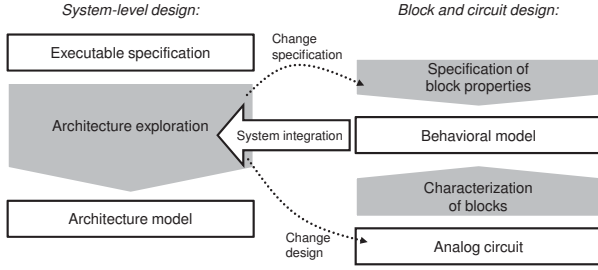 System-level design:
Block and circuit design:
Executable specification
Change
specification
Specification of
block properties
Architecture exploration
System integration
Behavioral model
Characterization
of blocks
Architecture model
Change
design
Analog circuit